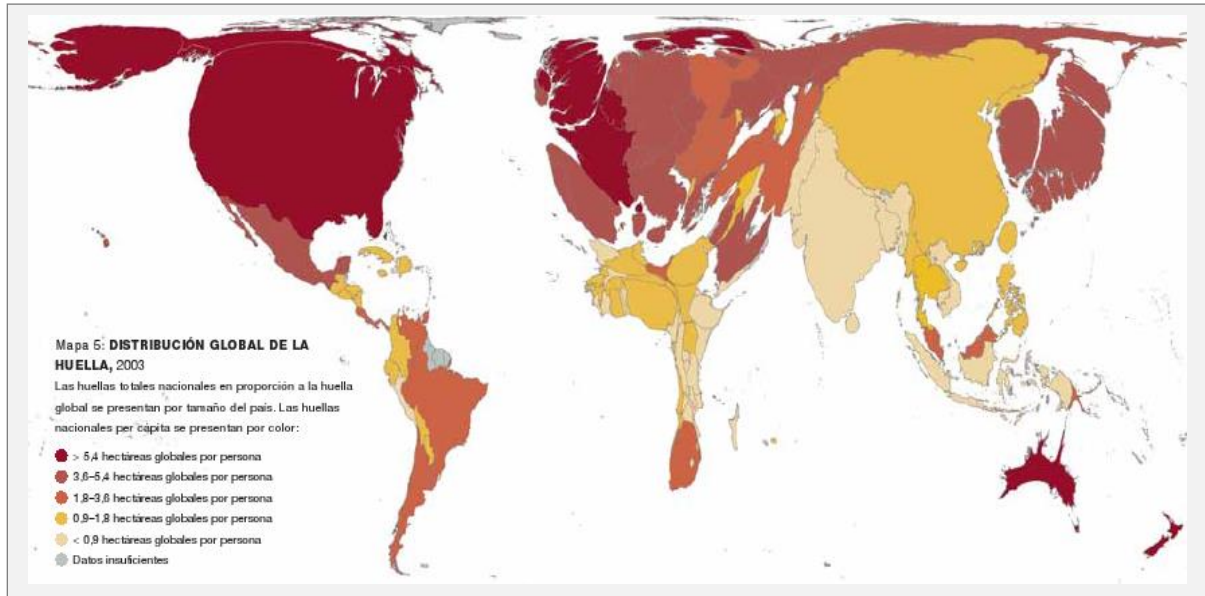 Mapa 5: DISTRIBUCIÓN GLOBAL DE LA
HUELLA, 2003
Las huellas totales nacionales en proporción a la huella
global se presentan por tamaño del país. Las huellas
nacionales per cápita se presentan por color:
> 5,4 hectáreas globales por persona
3,6–5,4 hectáreas globales por persona
1,8–3,6 hectáreas globales por persona
0,9–1,8 hectáreas globales por persona
< 0,9 hectáreas globales por persona
Datos insuficientes